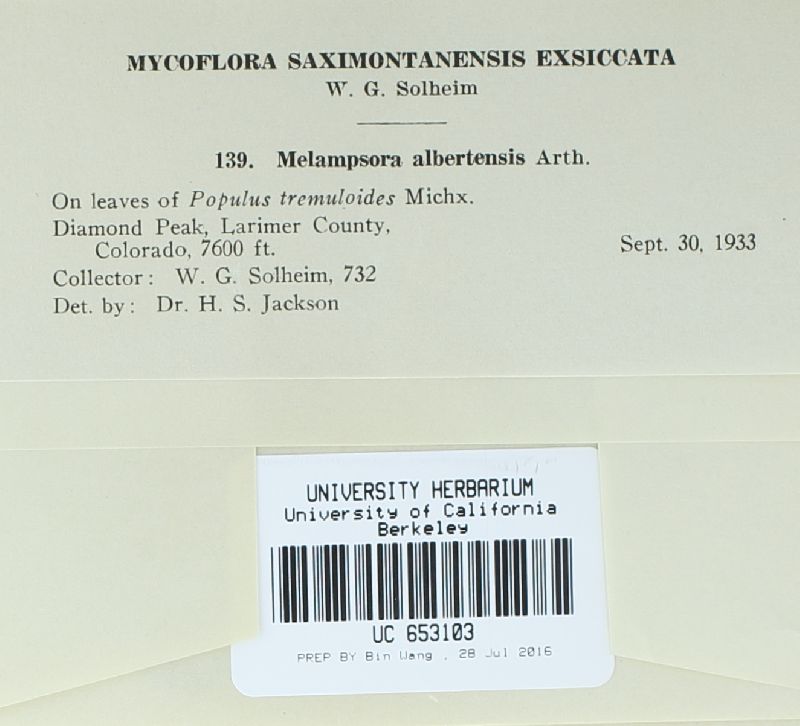 MYCOFLORA SAXIMONTANENSIS EXSICCATA
W. G. Solheim
139. Melampsora albertensis Arth.
On leaves of Populus tremuloides Michx.
Diamond Peak, Larimer County,
Colorado, 7600 ft.
Sept. 30, 1933
Collector: W. G. Solheim, 732
Det. by: Dr. H. S. Jackson
UNIVERSITY HERBARIUM
University of California
Berkeley
UC 653103
PREP BY Bin Wang , 28 Jul 2016